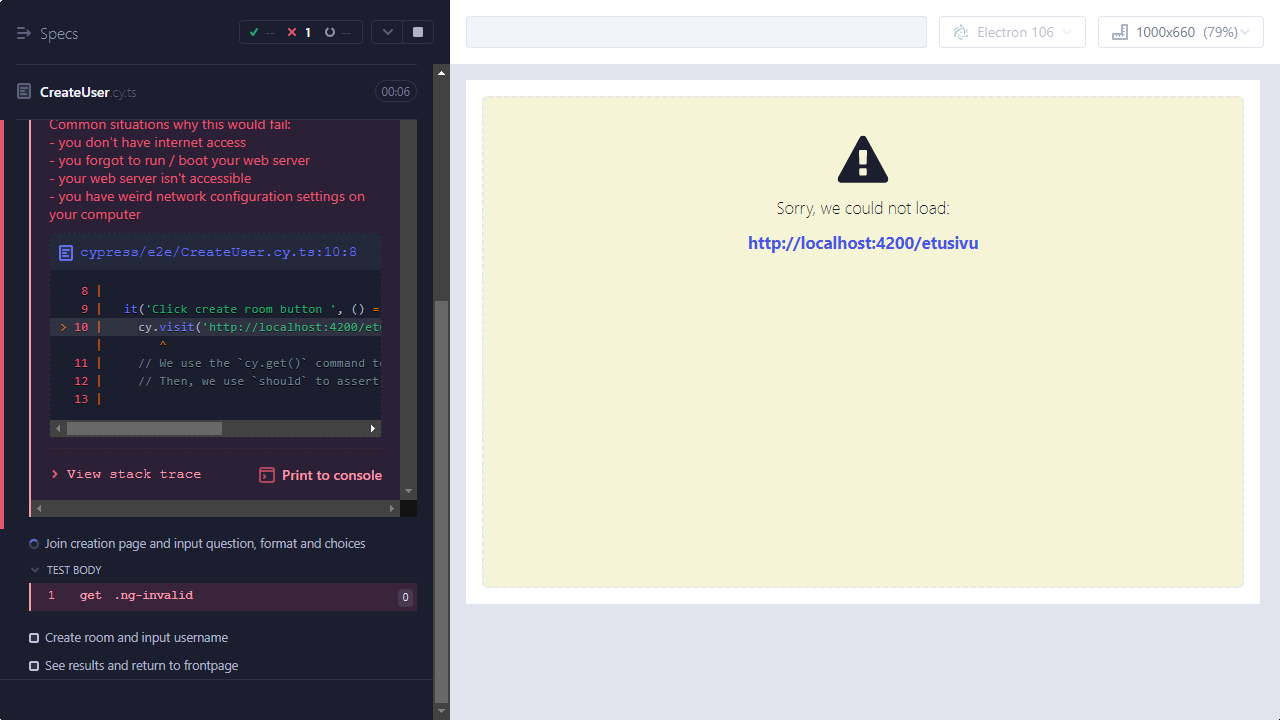 Specs
-- 1 --
Electron 106
1000x660 (79%)
CreateUser.cy.ts
00:06
Common situations why this would fail:
- you don't have internet access
- you forgot to run / boot your web server
- your web server isn't accessible
- you have weird network configuration settings on
your computer
cypress/e2e/CreateUser.cy.ts:10:8
8 |
9 | it('Click create room button ', () =
> 10 | cy.visit('http://localhost:4200/etu
| ^
11 | // We use the `cy.get()` command to
12 | // Then, we use `should` to assert
13 |
> View stack trace
Print to console
Join creation page and input question, format and choices
TEST BODY
1 get .ng-invalid 0
Create room and input username
See results and return to frontpage
Sorry, we could not load:
http://localhost:4200/etusivu